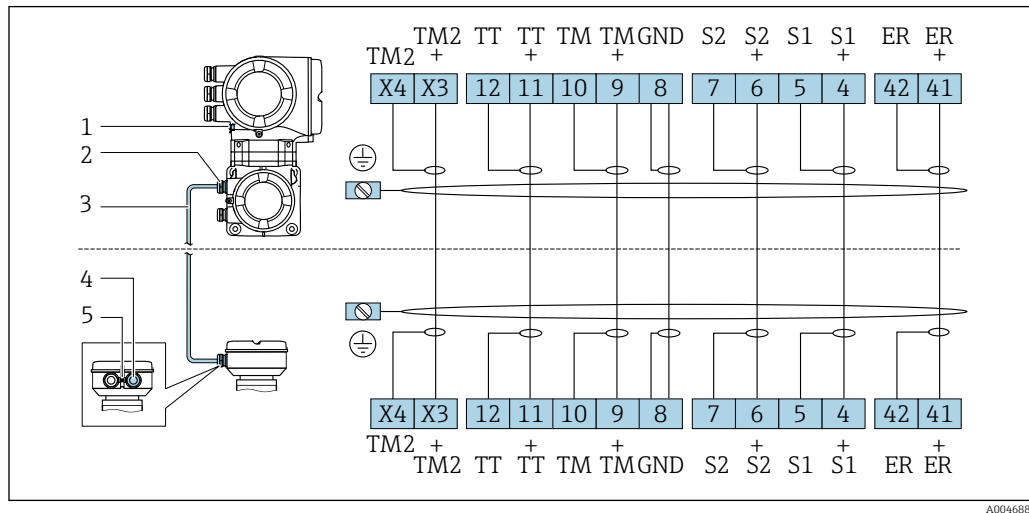 TM2 TT TT TM TM GND S2 S2 S1 S1 ER ER
TM2 + + + + + +
X4 X3 12 11 10 9 8 7 6 5 4 42 41
1
2
3
4
5
X4 X3 12 11 10 9 8 7 6 5 4 42 41
TM2 + + + + + +
TM2 TT TT TM TM GND S2 S2 S1 S1 ER ER
A004688